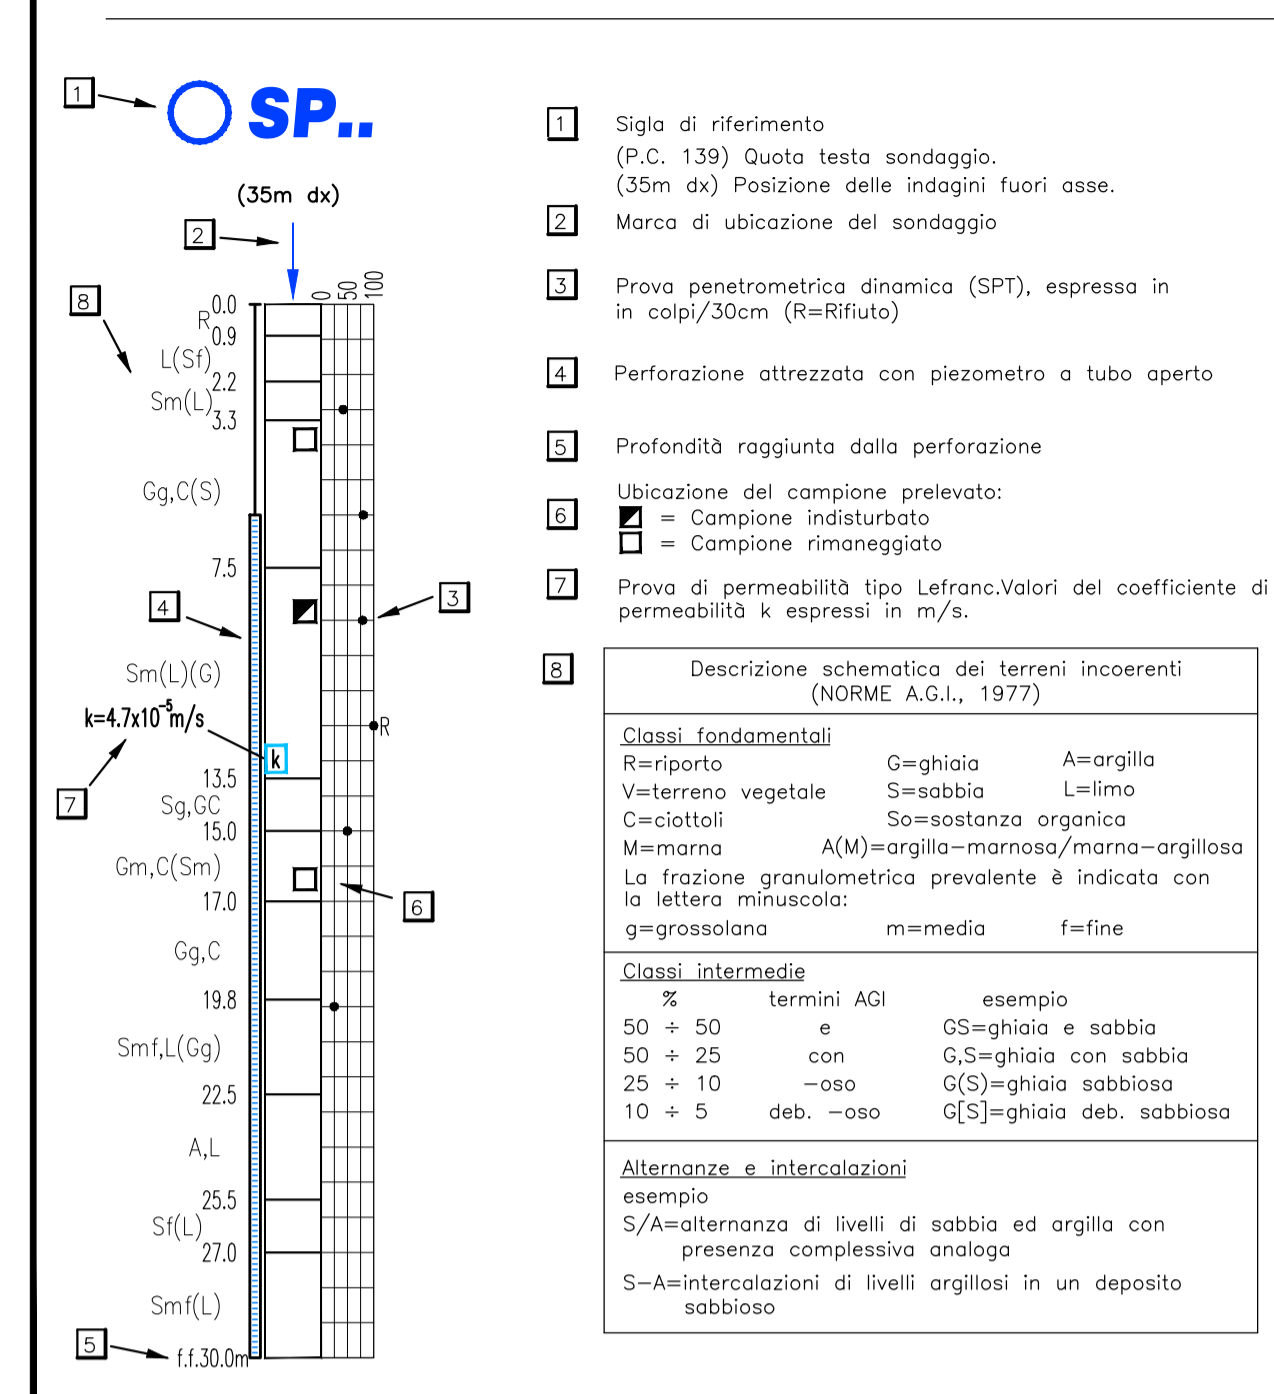 1
SP..
(35m dx)
2
0 50 100
8
0.0
R
0.9
L(Sf)
2.2
Sm(L)
3.3
Gg,C(S)
7.5
3
4
Sm(L)(G)
k=4.7x10⁻⁵m/s
R
k
7
13.5
Sg,GC
15.0
Gm,C(Sm)
17.0
6
Gg,C
19.8
Smf,L(Gg)
22.5
A,L
25.5
Sf(L)
27.0
Smf(L)
5
f.f.30.0m
1 Sigla di riferimento
(P.C. 139) Quota testa sondaggio.
(35m dx) Posizione delle indagini fuori asse.
2 Marca di ubicazione del sondaggio
3 Prova penetrometrica dinamica (SPT), espressa in
in colpi/30cm (R=Rifiuto)
4 Perforazione attrezzata con piezometro a tubo aperto
5 Profondità raggiunta dalla perforazione
6 Ubicazione del campione prelevato:
= Campione indisturbato
= Campione rimaneggiato
7 Prova di permeabilità tipo Lefranc.Valori del coefficiente di
permeabilità k espressi in m/s.
8 Descrizione schematica dei terreni incoerenti
(NORME A.G.I., 1977)
Classi fondamentali
R=riporto G=ghiaia A=argilla
V=terreno vegetale S=sabbia L=limo
C=ciottoli So=sostanza organica
M=marna A(M)=argilla-marnosa/marna-argillosa
La frazione granulometrica prevalente è indicata con
la lettera minuscola:
g=grossolana m=media f=fine
Classi intermedie
% termini AGI esempio
50 ÷ 50 e GS=ghiaia e sabbia
50 ÷ 25 con G,S=ghiaia con sabbia
25 ÷ 10 -oso G(S)=ghiaia sabbiosa
10 ÷ 5 deb. -oso G[S]=ghiaia deb. sabbiosa
Alternanze e intercalazioni
esempio
S/A=alternanza di livelli di sabbia ed argilla con
presenza complessiva analoga
S-A=intercalazioni di livelli argillosi in un deposito
sabbioso